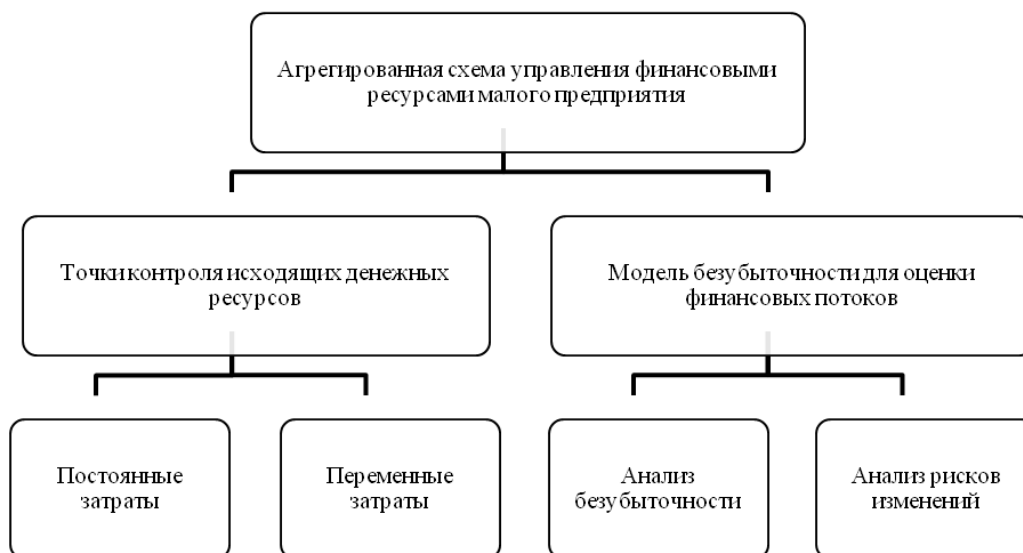 Агрегированная схема управления финансовыми
ресурсами малого предприятия
Точки контроля исходящих денежных
ресурсов
Модель безубыточности для оценки
финансовых потоков
Постоянные
затраты
Переменные
затраты
Анализ
безубыточности
Анализ рисков
изменений